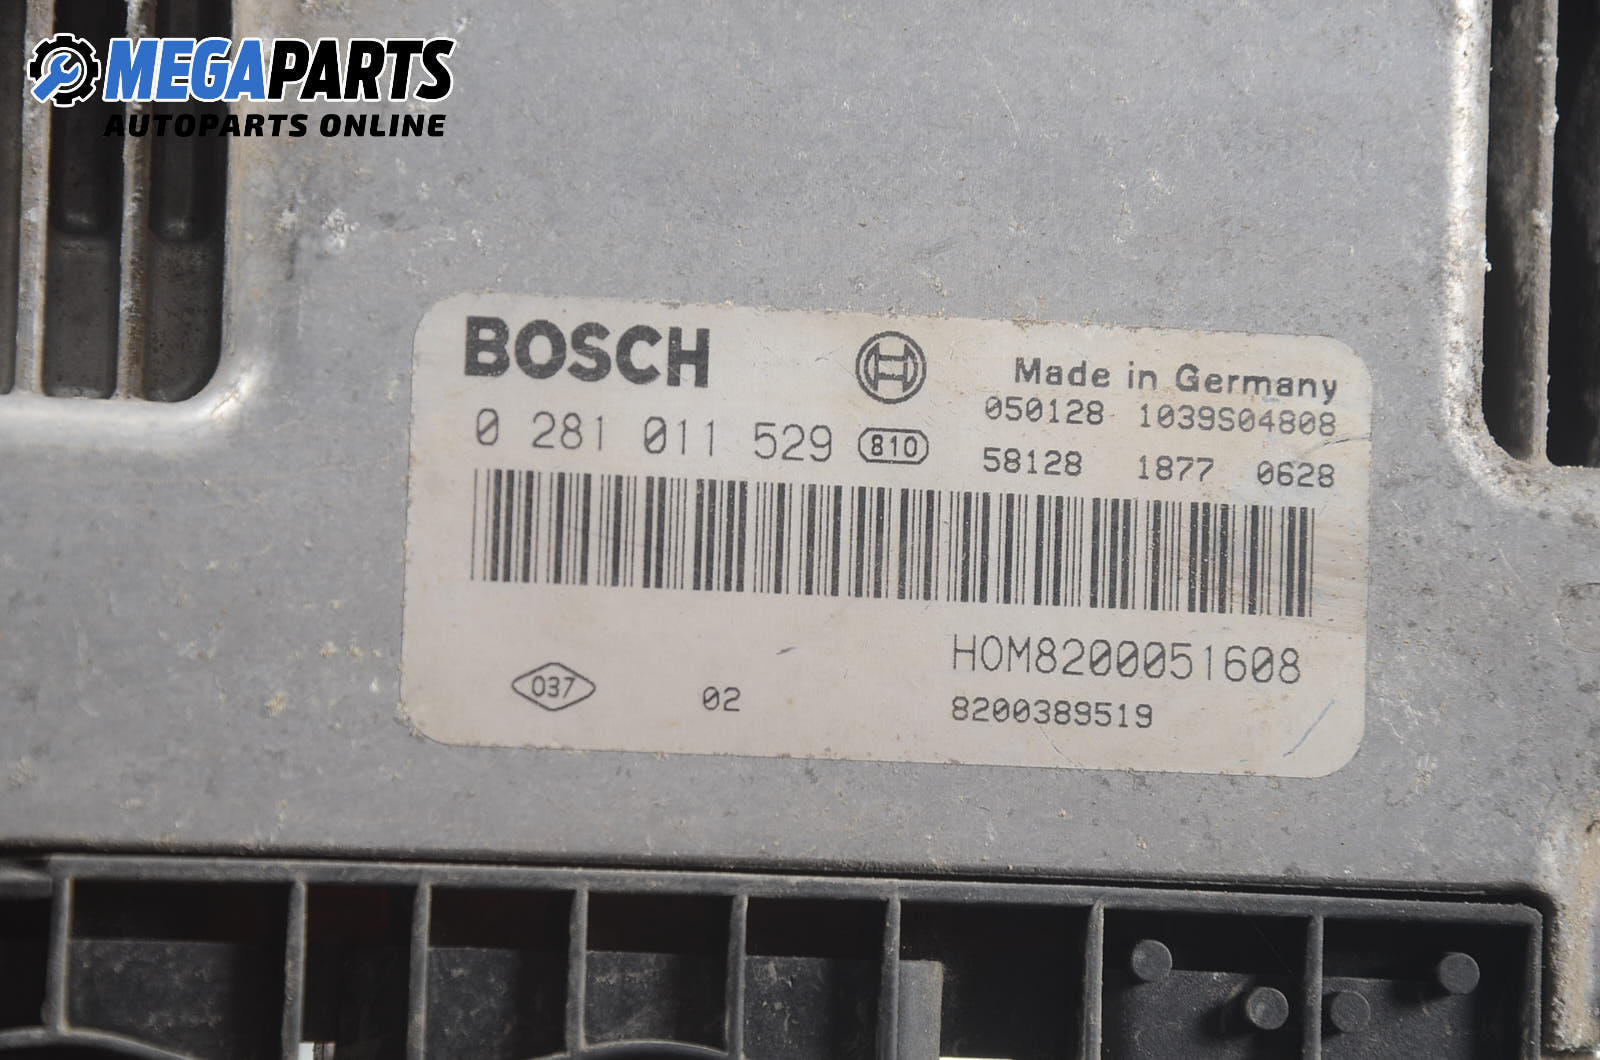 MEGAPARTS
AUTOPARTS ONLINE
BOSCH
Made in Germany
050128 1039S04808
0 281 011 529 810
58128 1877 0628
HOM8200051608
037 02 8200389519